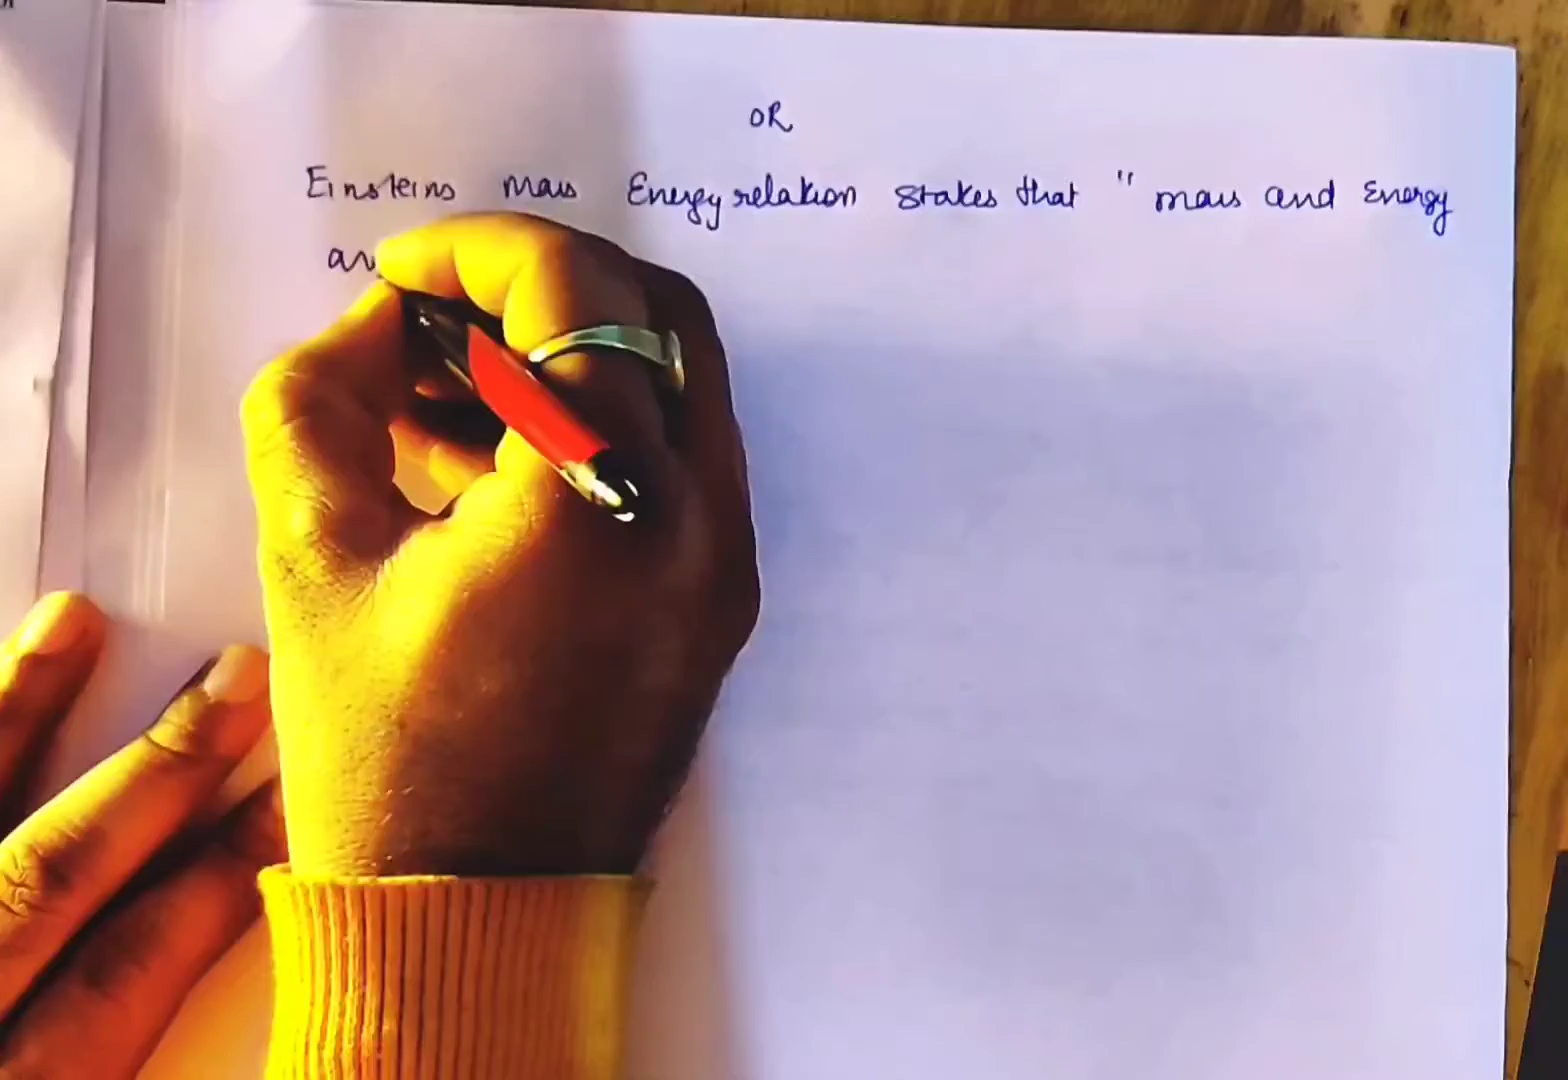 OR
Einsteins mass Energy relation states that " mass and Energy